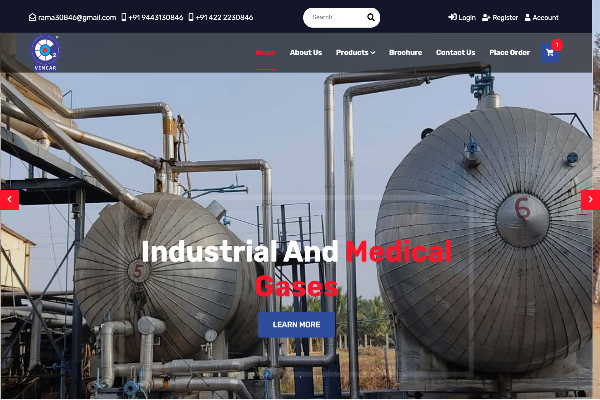 rama30846@gmail.com +91 9443130846 +91 422 2230846
Search
Login Register Account
VENCAR
Home About Us Products Brochure Contact Us Place Order
1
5
6
Industrial And Medical
Gases
LEARN MORE